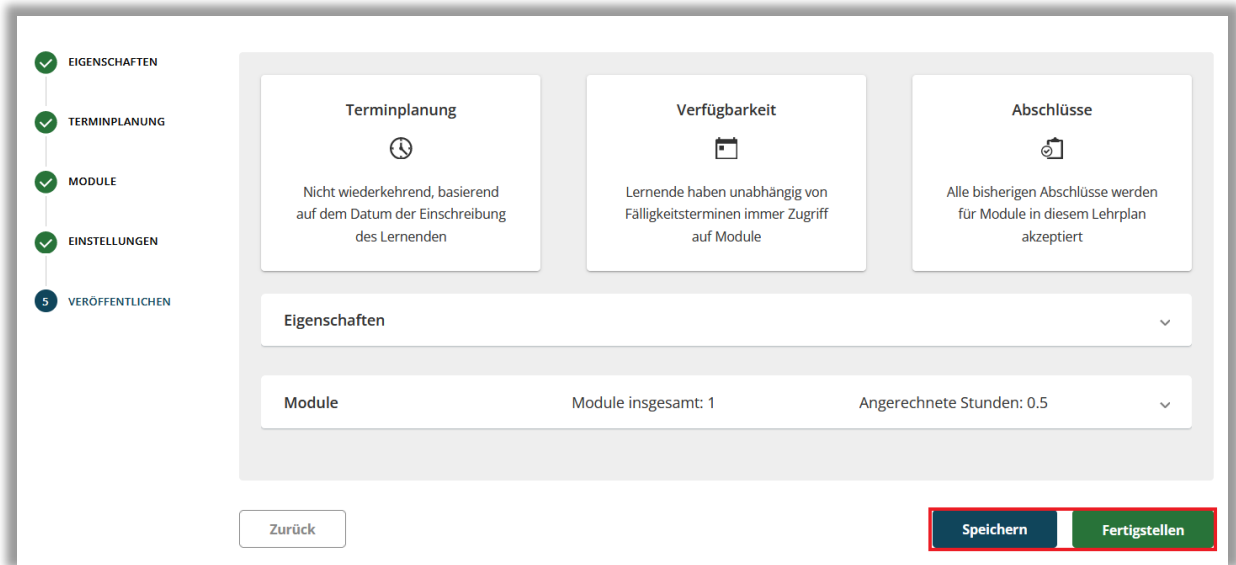 EIGENSCHAFTEN
TERMINPLANUNG
MODULE
EINSTELLUNGEN
5 VERÖFFENTLICHEN
Terminplanung
Nicht wiederkehrend, basierend
auf dem Datum der Einschreibung
des Lernenden
Verfügbarkeit
Lernende haben unabhängig von
Fälligkeitsterminen immer Zugriff
auf Module
Abschlüsse
Alle bisherigen Abschlüsse werden
für Module in diesem Lehrplan
akzeptiert
Eigenschaften
Module Module insgesamt: 1 Angerechnete Stunden: 0.5
Zurück Speichern Fertigstellen